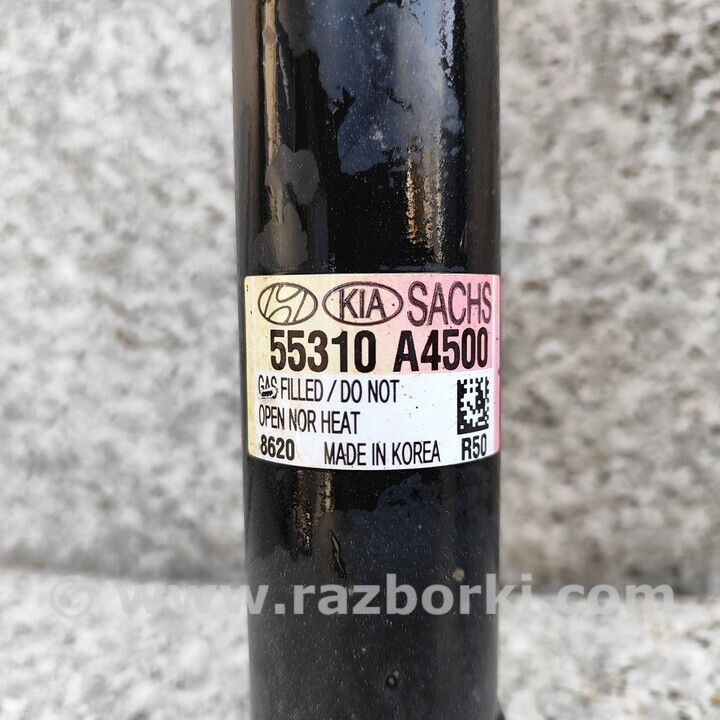 KIA SACHS
55310 A4500
GAS FILLED / DO NOT
OPEN NOR HEAT
8620 MADE IN KOREA R50
© www.razborki.com